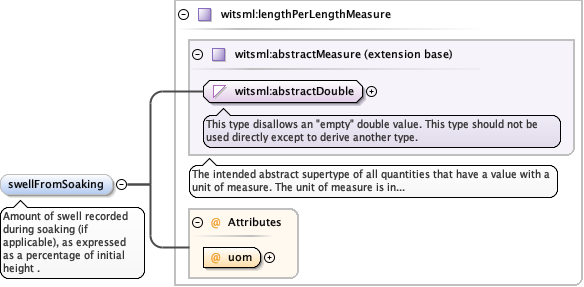 witsml:lengthPerLengthMeasure
witsml:abstractMeasure (extension base)
witsml:abstractDouble
This type disallows an "empty" double value. This type should not be
used directly except to derive another type.
The intended abstract supertype of all quantities that have a value with a
unit of measure. The unit of measure is in...
swellFromSoaking
Amount of swell recorded
during soaking (if
applicable), as expressed
as a percentage of initial
height .
@ Attributes
@ uom